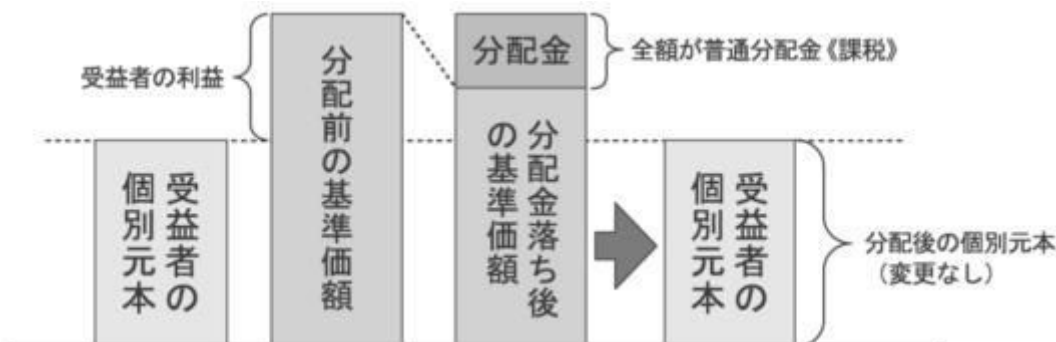 受益者の利益
受益者の
個別元本
分配前の基準価額
分配金
全額が普通分配金《課税》
分配金落ち後
の基準価額
受益者の
個別元本
分配後の個別元本
（変更なし）